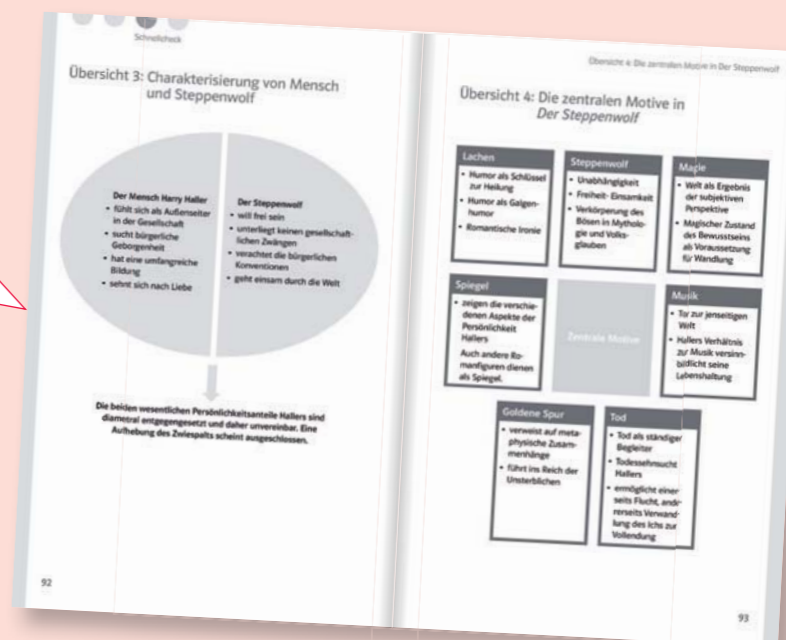 Schnellcheck
Übersicht 3: Charakterisierung von Mensch
und Steppenwolf
Der Mensch Harry Haller
• fühlt sich als Außenseiter
in der Gesellschaft
• sucht bürgerliche
Geborgenheit
• hat eine umfangreiche
Bildung
• sehnt sich nach Liebe
Der Steppenwolf
• will frei sein
• unterliegt keinen gesellschaft-
lichen Zwängen
• verachtet die bürgerlichen
Konventionen
• geht einsam durch die Welt
Die beiden wesentlichen Persönlichkeitsanteile Hallers sind
diametral entgegengesetzt und daher unvereinbar. Eine
Aufhebung des Zwiespalts scheint ausgeschlossen.
92
Übersicht 4: Die zentralen Motive in Der Steppenwolf
Übersicht 4: Die zentralen Motive in
Der Steppenwolf
Lachen
• Humor als Schlüssel
zur Heilung
• Humor als Galgen-
humor
• Romantische Ironie
Steppenwolf
• Unabhängigkeit
• Freiheit- Einsamkeit
• Verkörperung des
Bösen in Mytholo-
gie und Volks-
glauben
Magie
• Welt als Ergebnis
der subjektiven
Perspektive
• Magischer Zustand
des Bewusstseins
als Voraussetzung
für Wandlung
Spiegel
• zeigen die verschie-
denen Aspekte der
Persönlichkeit
Hallers
Auch andere Ro-
manfiguren dienen
als Spiegel.
Zentrale Motive
Musik
• Tor zur jenseitigen
Welt
• Hallers Verhältnis
zur Musik versinn-
bildlicht seine
Lebenshaltung
Goldene Spur
• verweist auf meta-
physische Zusam-
menhänge
• führt ins Reich der
Unsterblichen
Tod
• Tod als ständiger
Begleiter
• Todessehnsucht
Hallers
• ermöglicht einer-
seits Flucht, ande-
rerseits Verwand-
lung des Ichs zur
Vollendung
93